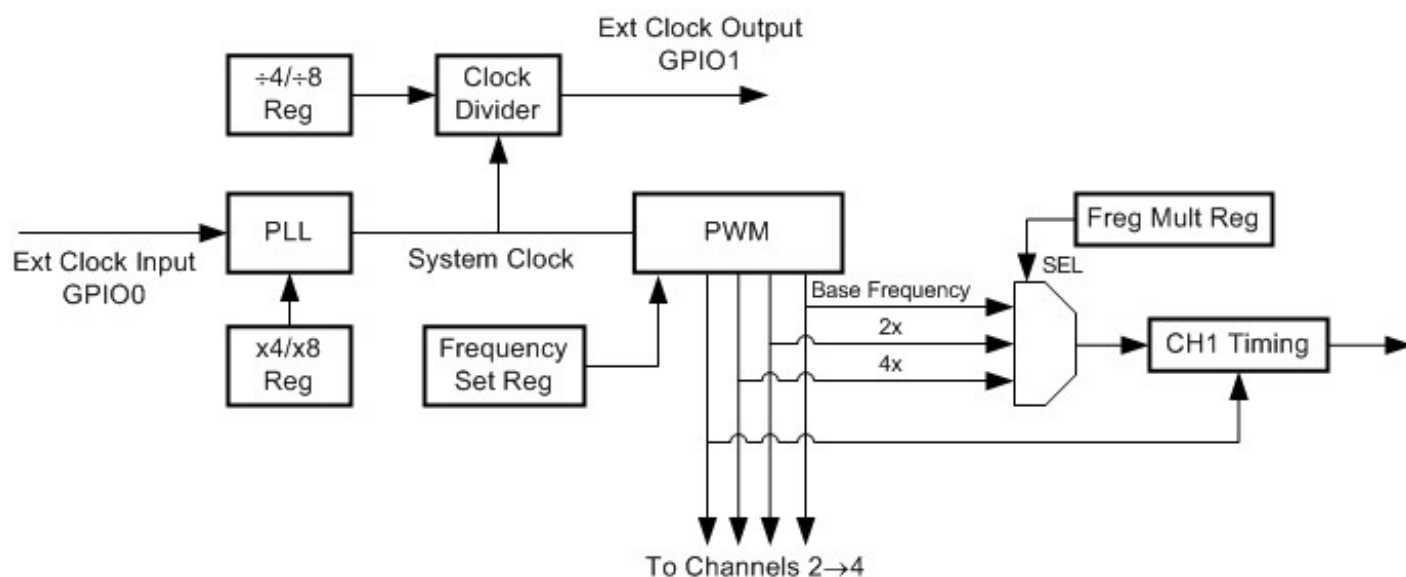 Ext Clock Output
GPIO1
÷4/÷8
Reg
Clock
Divider
PLL
PWM
Freg Mult Reg
Ext Clock Input
GPIO0
System Clock
SEL
Base Frequency
2x
4x
x4/x8
Reg
Frequency
Set Reg
CH1 Timing
To Channels 2→4